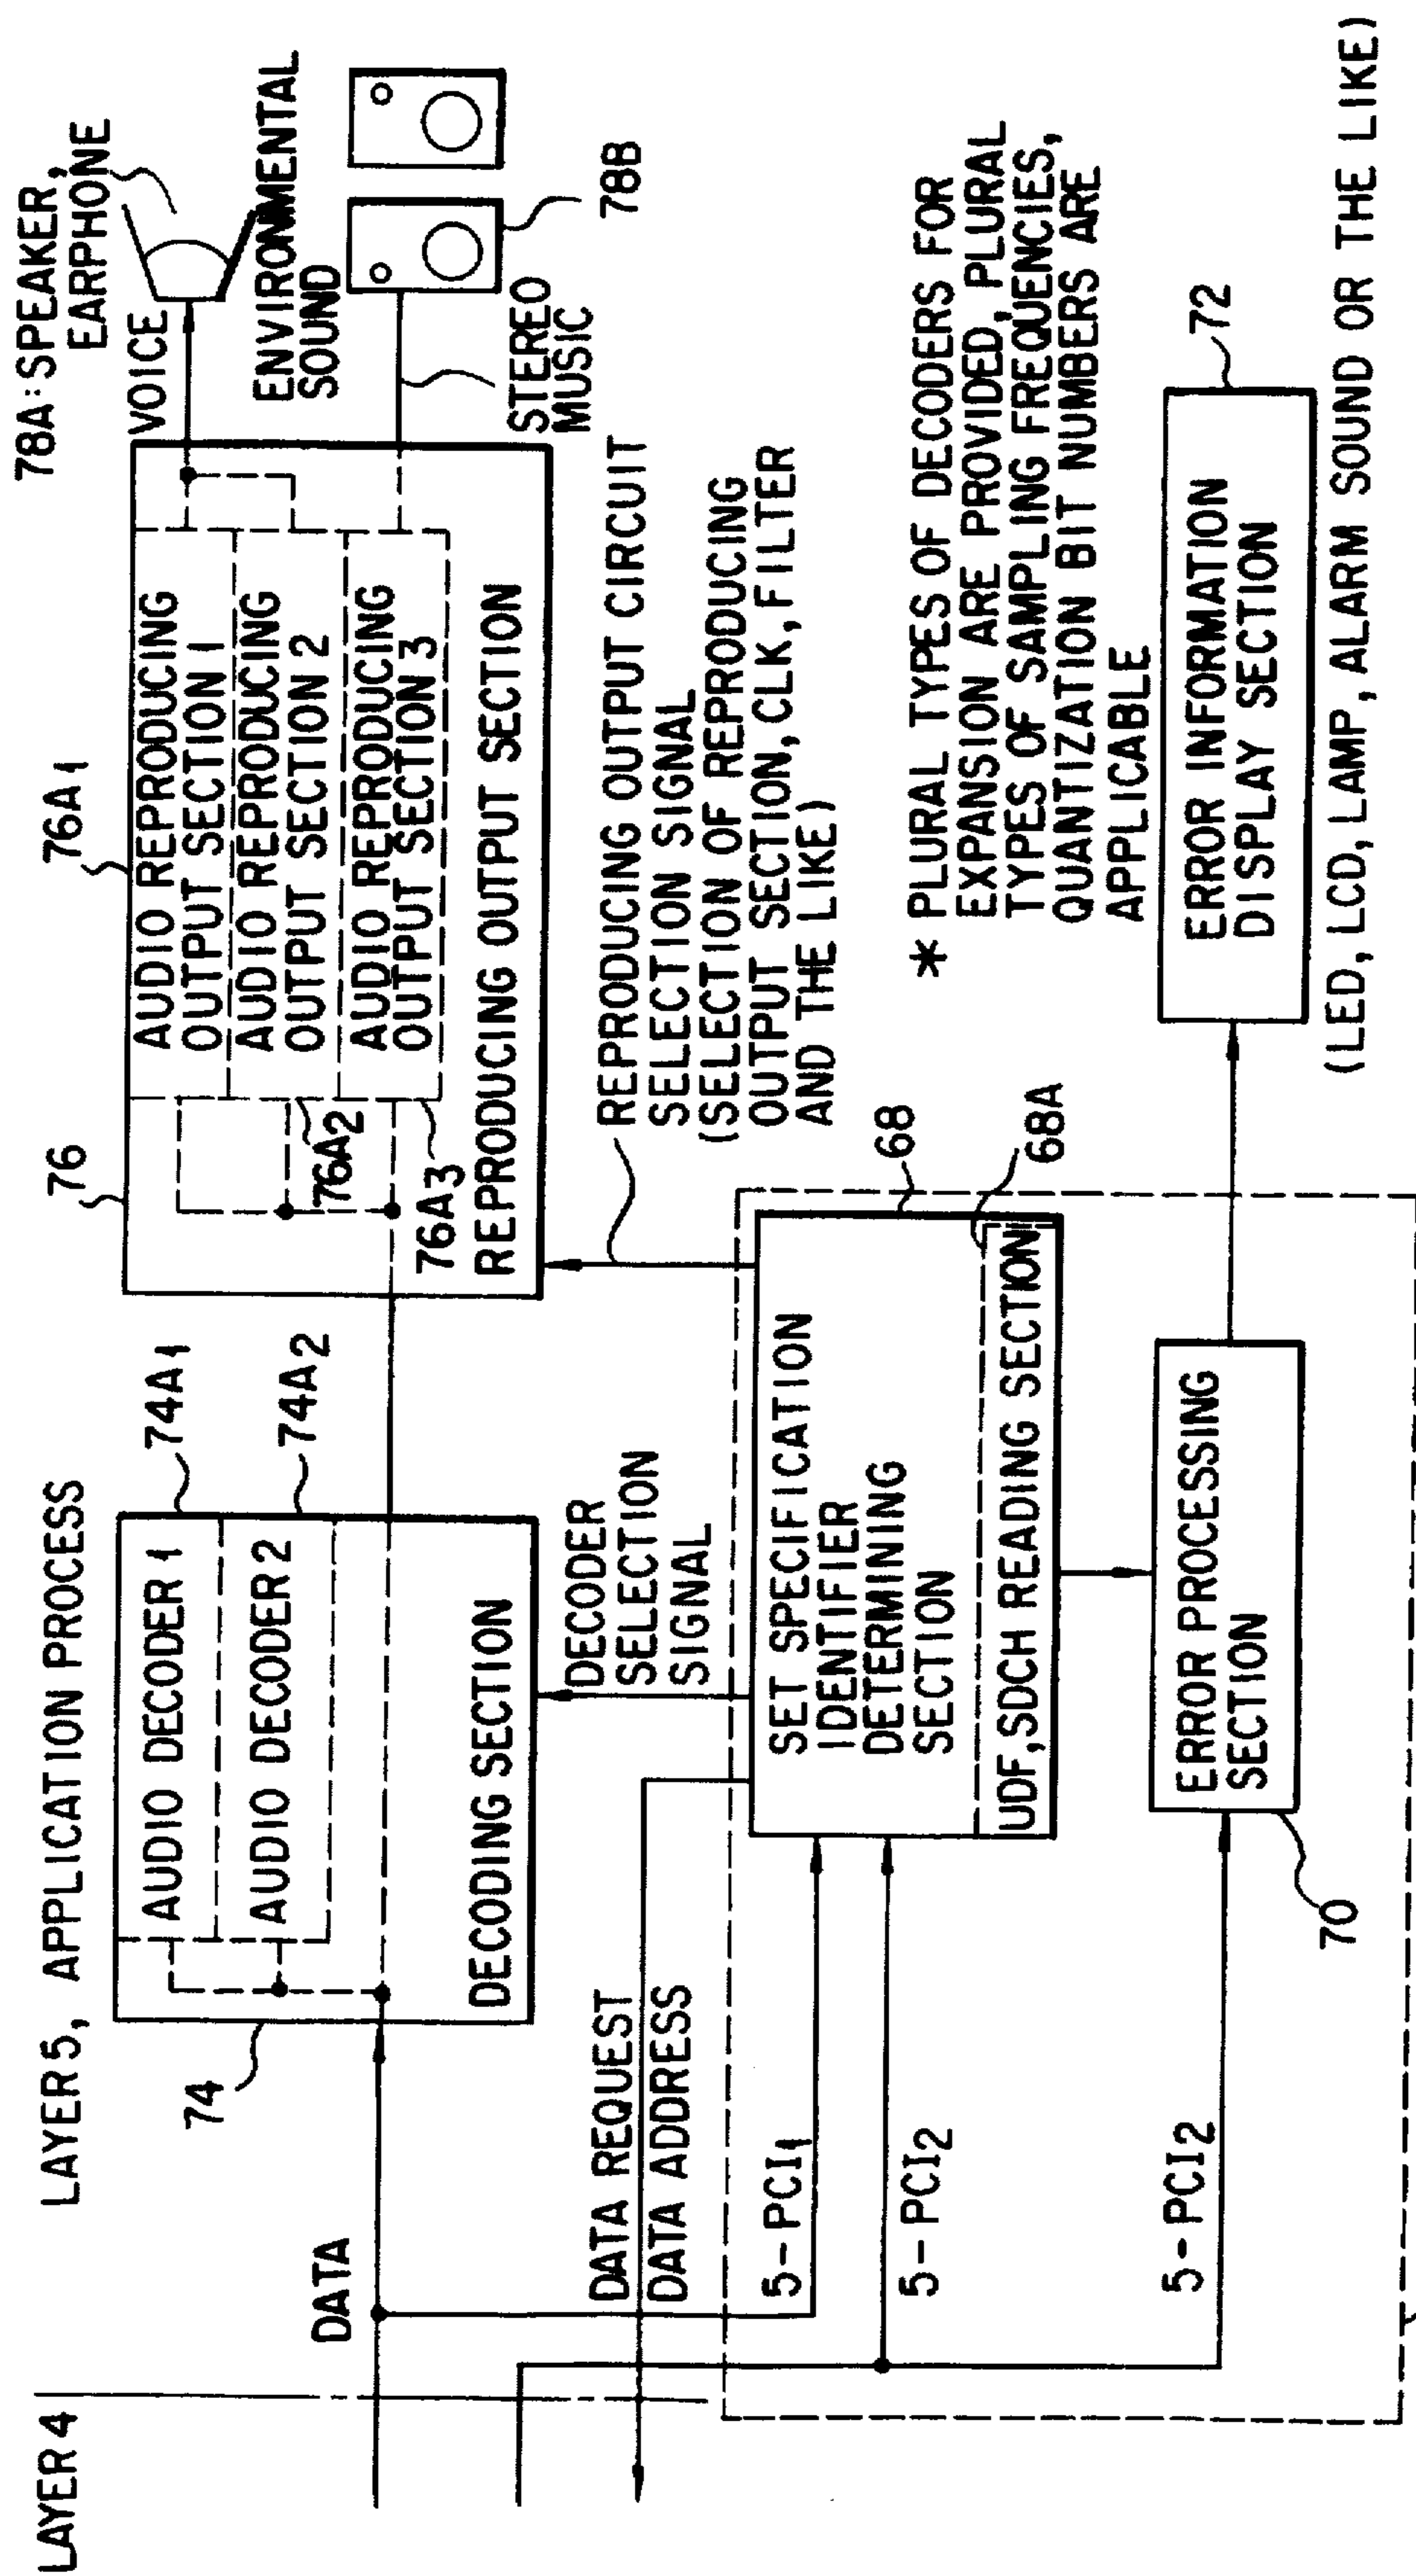 LAYER 4
LAYER 5, APPLICATION PROCESS
74
74A1
74A2
AUDIO DECODER 1
AUDIO DECODER 2
DECODING SECTION
76
76A1
AUDIO REPRODUCING
OUTPUT SECTION 1
AUDIO REPRODUCING
OUTPUT SECTION 2
AUDIO REPRODUCING
OUTPUT SECTION 3
76A2
76A3
REPRODUCING OUTPUT SECTION
78A: SPEAKER,
EARPHONE
VOICE
ENVIRONMENTAL
SOUND
STEREO
MUSIC
78B
DATA
DATA REQUEST
DATA ADDRESS
DECODER
SELECTION
SIGNAL
REPRODUCING OUTPUT CIRCUIT
SELECTION SIGNAL
(SELECTION OF REPRODUCING
OUTPUT SECTION, CLK, FILTER
AND THE LIKE)
5-PCI1
5-PCI2
SET SPECIFICATION
IDENTIFIER
DETERMINING
SECTION
UDF, SDCH READING SECTION
68
68A
* PLURAL TYPES OF DECODERS FOR
EXPANSION ARE PROVIDED, PLURAL
TYPES OF SAMPLING FREQUENCIES,
QUANTIZATION BIT NUMBERS ARE
APPLICABLE
5-PCI2
ERROR PROCESSING
SECTION
70
ERROR INFORMATION
DISPLAY SECTION
72
(LED, LCD, LAMP, ALARM SOUND OR THE LIKE)